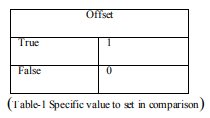 Offset
True 1
False 0
(Table-1 Specific value to set in comparison)